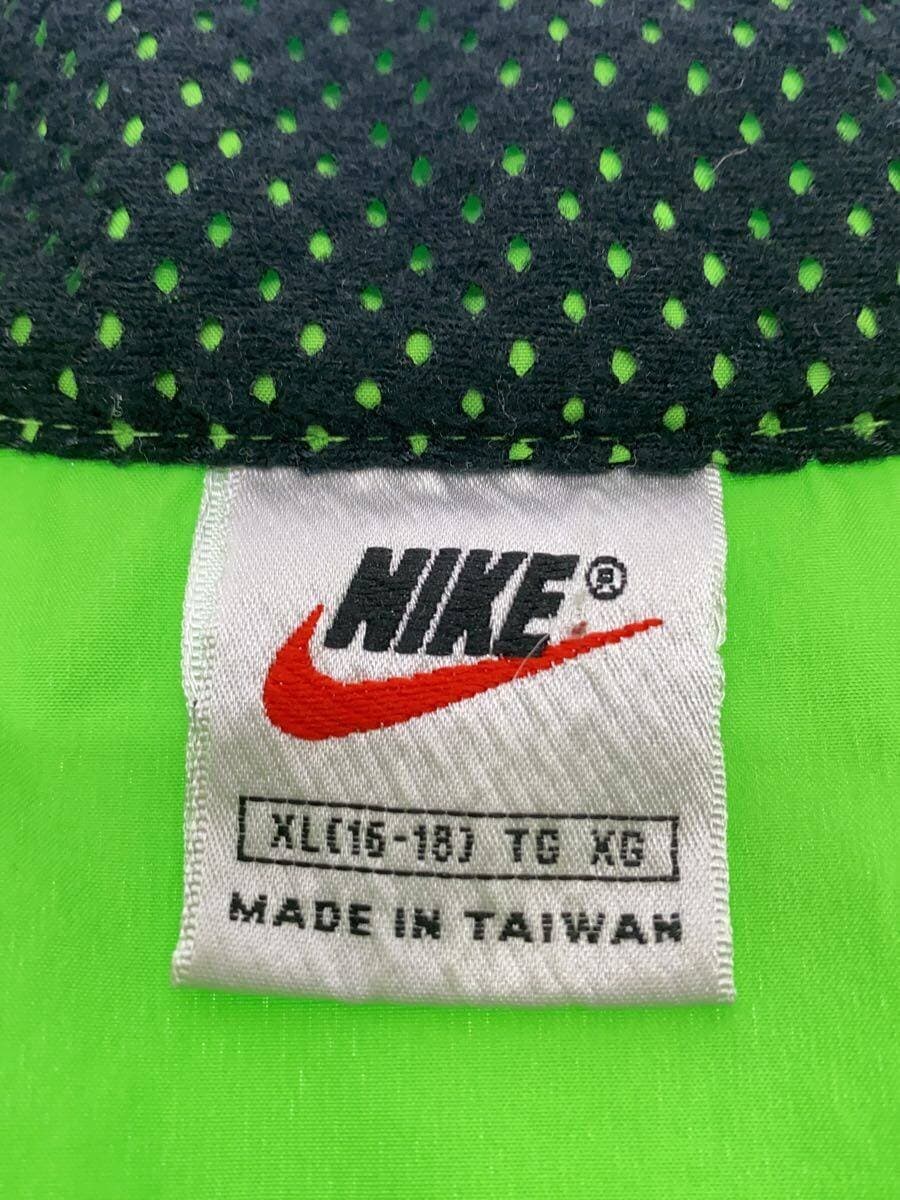 NIKE®
XL(16-18) TG XG
MADE IN TAIWAN